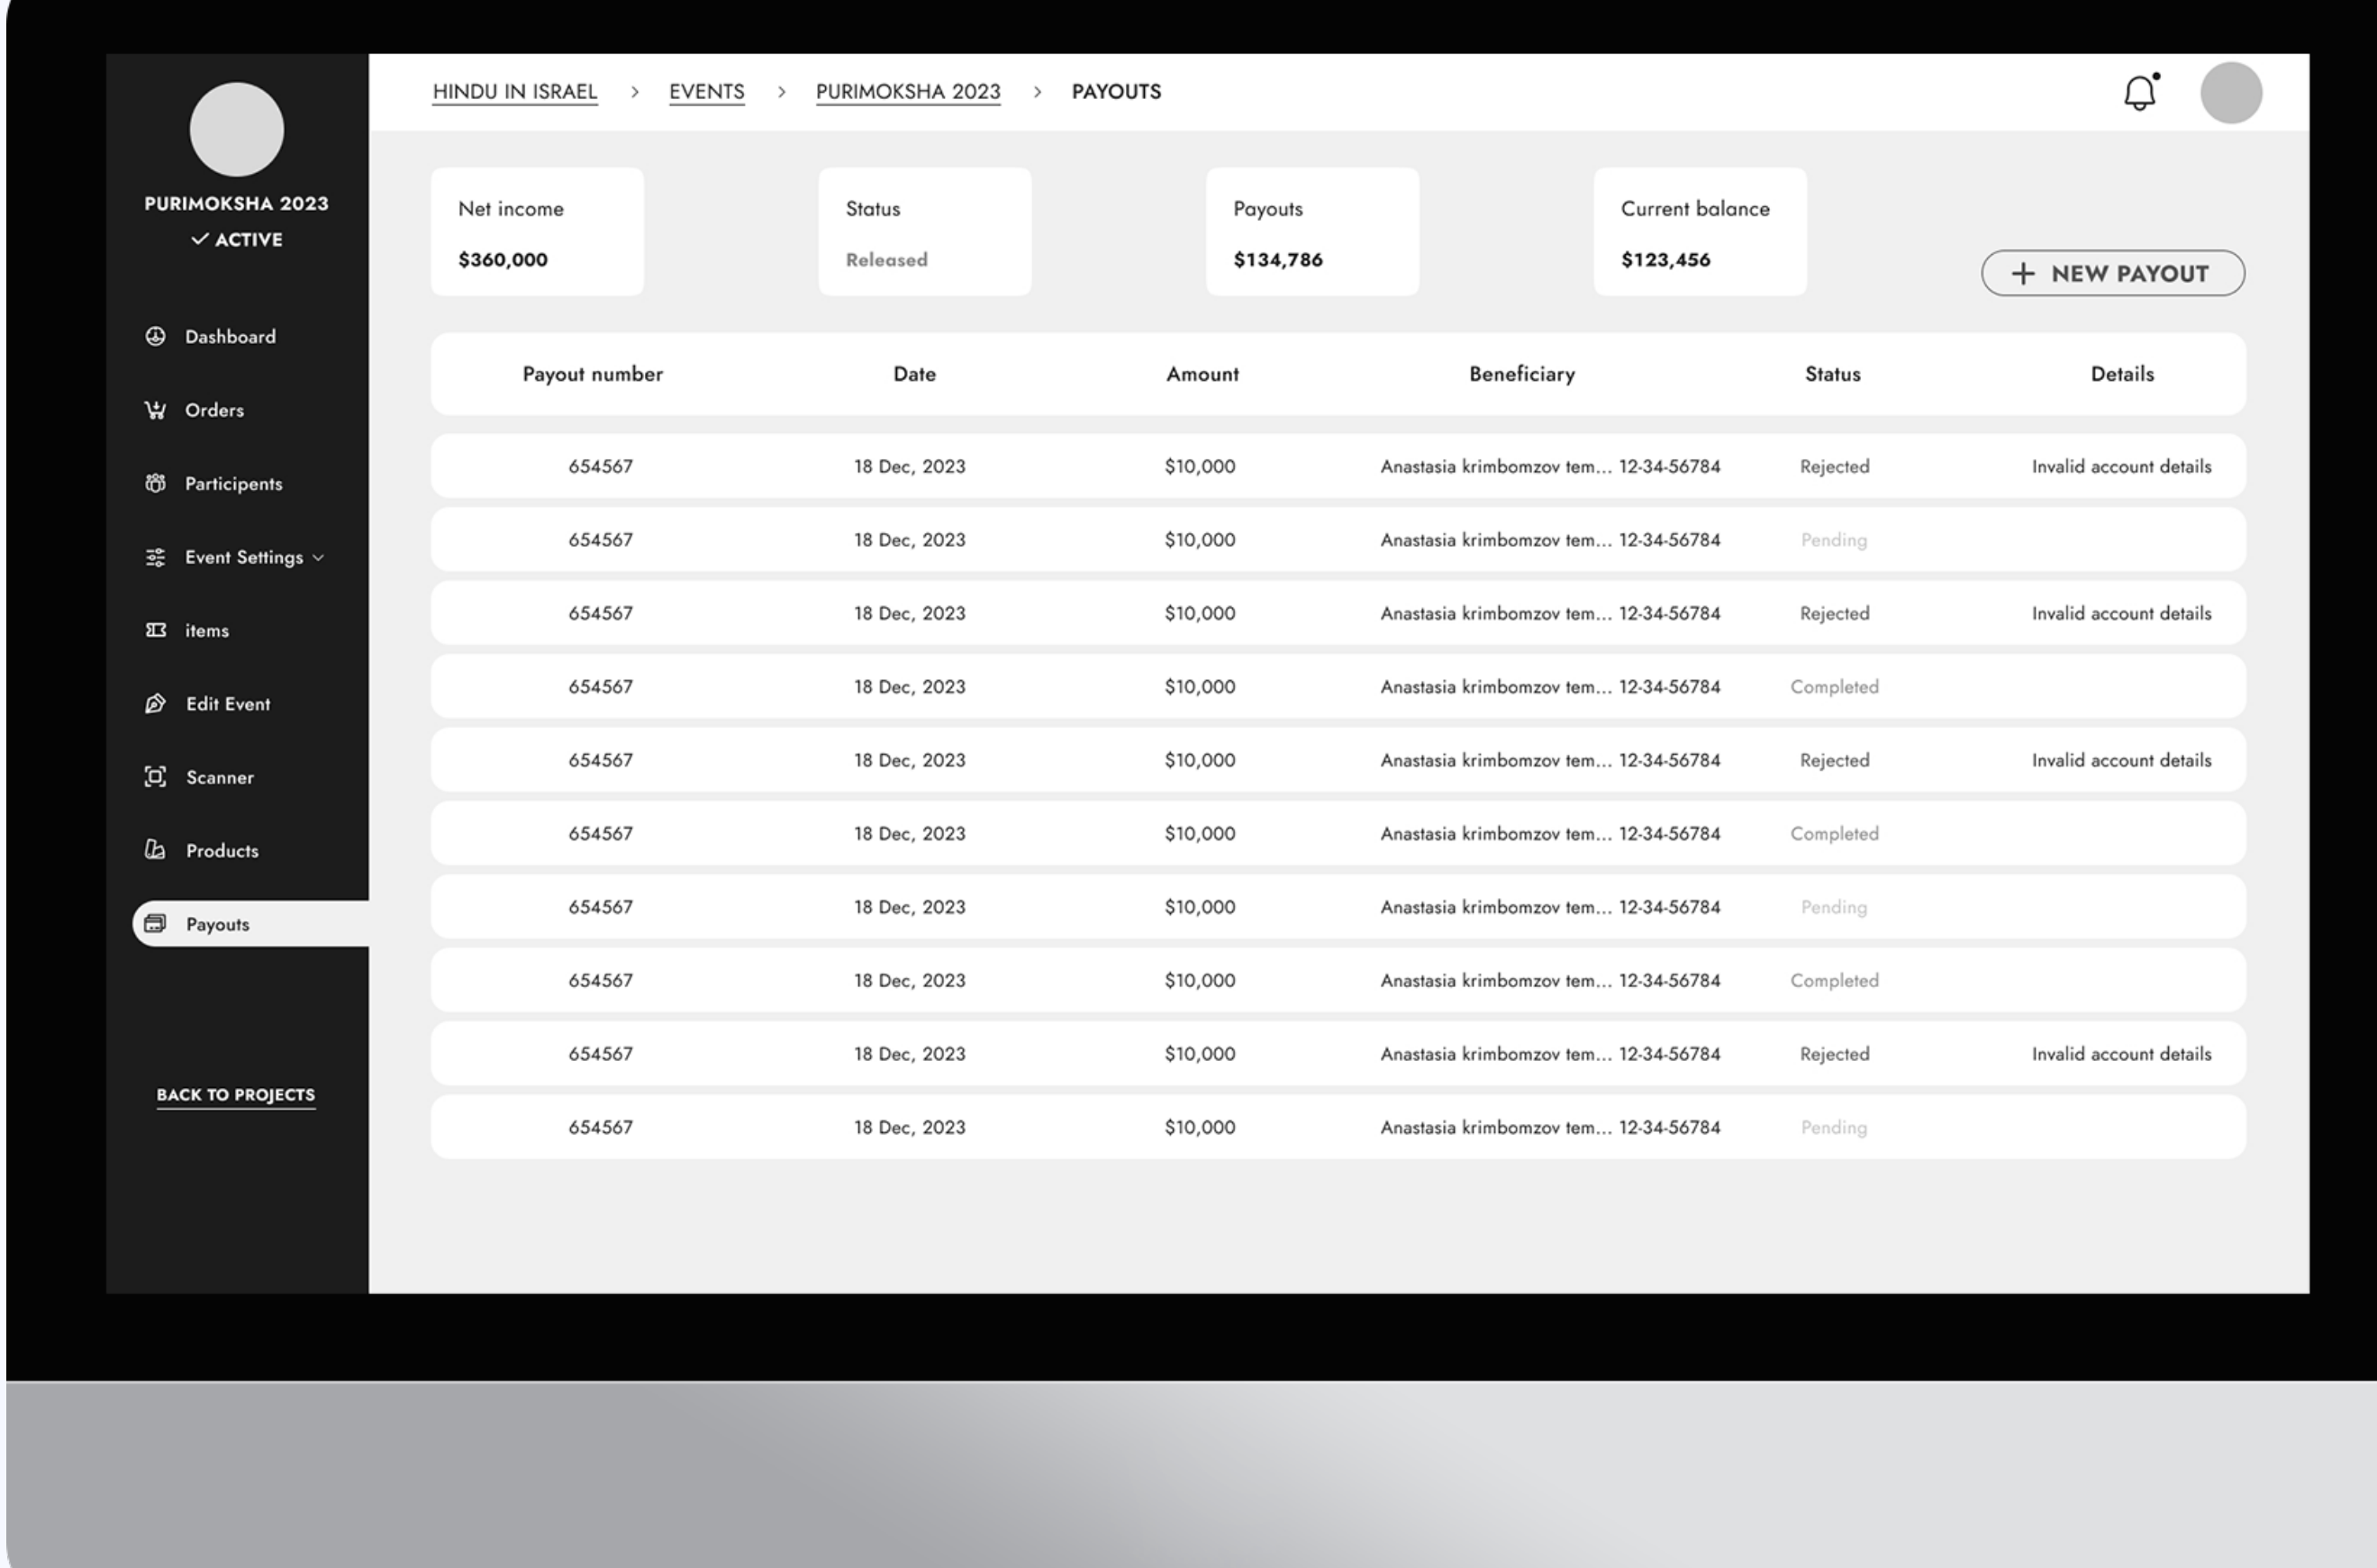 PURIMOKSHA 2023
ACTIVE
Dashboard
Orders
Participents
Event Settings
items
Edit Event
Scanner
Products
Payouts
BACK TO PROJECTS
HINDU IN ISRAEL > EVENTS > PURIMOKSHA 2023 > PAYOUTS
Net income
$360,000
Status
Released
Payouts
$134,786
Current balance
$123,456
+ NEW PAYOUT
Payout number Date Amount Beneficiary Status Details
654567 18 Dec, 2023 $10,000 Anastasia krimbomzov tem... 12-34-56784 Rejected Invalid account details
654567 18 Dec, 2023 $10,000 Anastasia krimbomzov tem... 12-34-56784 Pending
654567 18 Dec, 2023 $10,000 Anastasia krimbomzov tem... 12-34-56784 Rejected Invalid account details
654567 18 Dec, 2023 $10,000 Anastasia krimbomzov tem... 12-34-56784 Completed
654567 18 Dec, 2023 $10,000 Anastasia krimbomzov tem... 12-34-56784 Rejected Invalid account details
654567 18 Dec, 2023 $10,000 Anastasia krimbomzov tem... 12-34-56784 Completed
654567 18 Dec, 2023 $10,000 Anastasia krimbomzov tem... 12-34-56784 Pending
654567 18 Dec, 2023 $10,000 Anastasia krimbomzov tem... 12-34-56784 Completed
654567 18 Dec, 2023 $10,000 Anastasia krimbomzov tem... 12-34-56784 Rejected Invalid account details
654567 18 Dec, 2023 $10,000 Anastasia krimbomzov tem... 12-34-56784 Pending